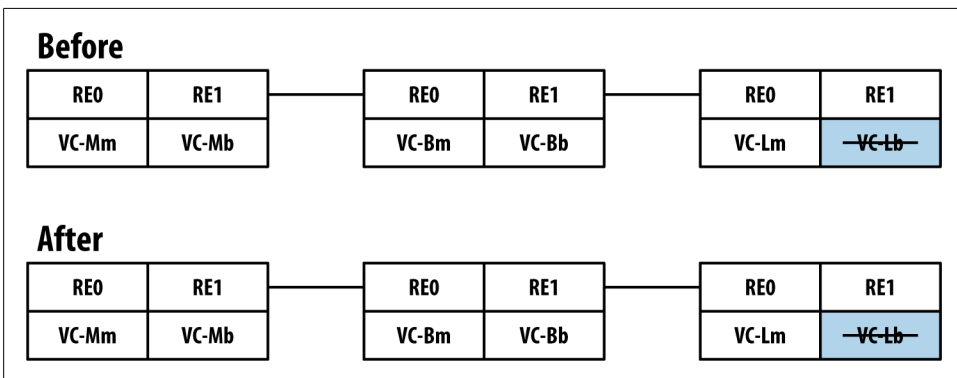 Before
RE0 RE1 RE0 RE1 RE0 RE1
VC-Mm VC-Mb VC-Bm VC-Bb VC-Lm VC-Lb
After
RE0 RE1 RE0 RE1 RE0 RE1
VC-Mm VC-Mb VC-Bm VC-Bb VC-Lm VC-Lb